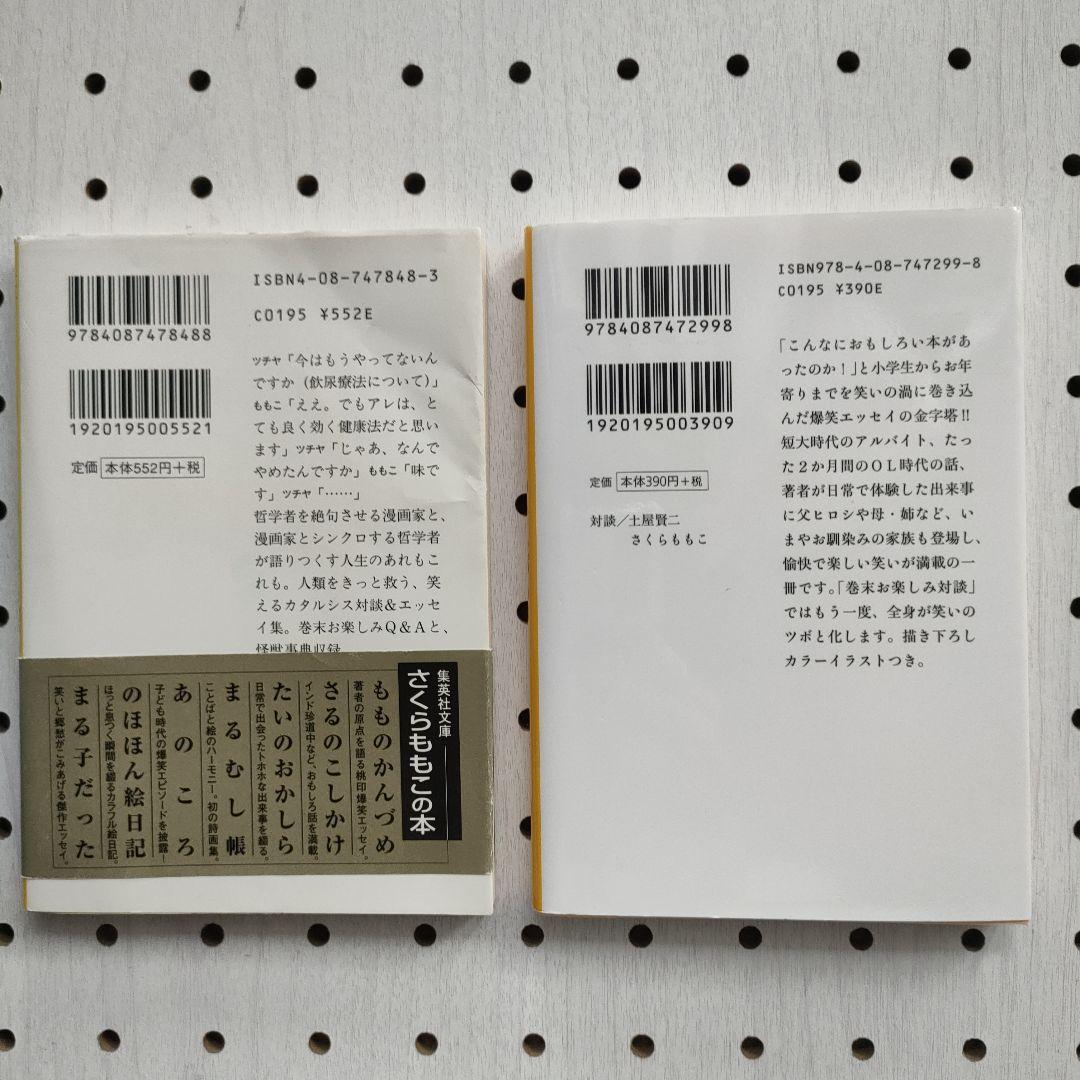 ISBN4-08-747848-3
C0195 ¥552E
9784087478488
1920195005521
定価 本体552円+税
ツチヤ「今はもうやってないん
ですか（飲尿療法について）」
ももこ「ええ。でもアレは、と
ても良く効く健康法だと思い
ます」ツチヤ「じゃあ、なんで
やめたんですか」ももこ「味で
す」ツチヤ「……」
哲学者を絶句させる漫画家と、
漫画家とシンクロする哲学者
が語りつくす人生のあれもこ
れも。人類をきっと救う、笑
えるカタルシス対談＆エッセ
イ集。巻末お楽しみQ＆Aと、
怪獣事典収録
集英社文庫
さくらももこの本
もものかんづめ
著者の原点を語る桃印爆笑エッセイ。
さるのこしかけ
インド珍道中など、おもしろ話を満載。
たいのおかしら
日常で出会ったトホホな出来事を綴る。
まるむし帳
ことばと絵のハーモニー。初の詩画集。
あのころ
子ども時代の爆笑エピソードを披露！
のほほん絵日記
ほっと息つく瞬間を綴るカラフル絵日記。
まる子だった
笑いと郷愁がこみあげる傑作エッセイ。
ISBN978-4-08-747299-8
C0195 ¥390E
9784087472998
1920195003909
定価 本体390円+税
対談／土屋賢二
さくらももこ
「こんなにおもしろい本があ
ったのか！」と小学生からお年
寄りまでを笑いの渦に巻き込
んだ爆笑エッセイの金字塔!!
短大時代のアルバイト、たっ
た2か月間のOL時代の話、
著者が日常で体験した出来事
に父ヒロシや母・姉など、い
まやお馴染みの家族も登場し、
愉快で楽しい笑いが満載の一
冊です。「巻末お楽しみ対談」
ではもう一度、全身が笑いの
ツボと化します。描き下ろし
カラーイラストつき。